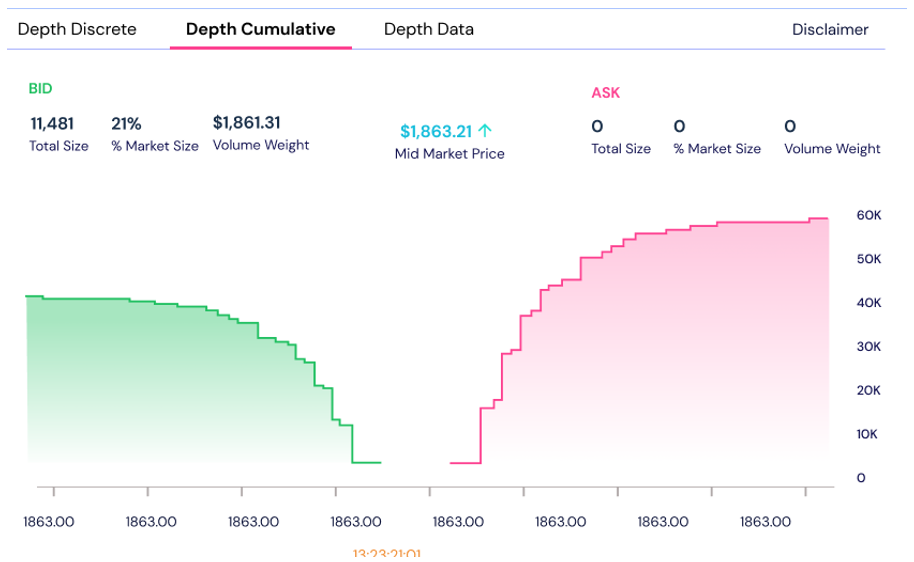 Depth Discrete Depth Cumulative Depth Data Disclaimer
BID ASK
11,481 21% $1,861.31 $1,863.21 ↑ 0 0 0
Total Size % Market Size Volume Weight Mid Market Price Total Size % Market Size Volume Weight
60K
50K
40K
30K
20K
10K
0
1863.00 1863.00 1863.00 1863.00 1863.00 1863.00 1863.00 1863.00
13:23:21:01